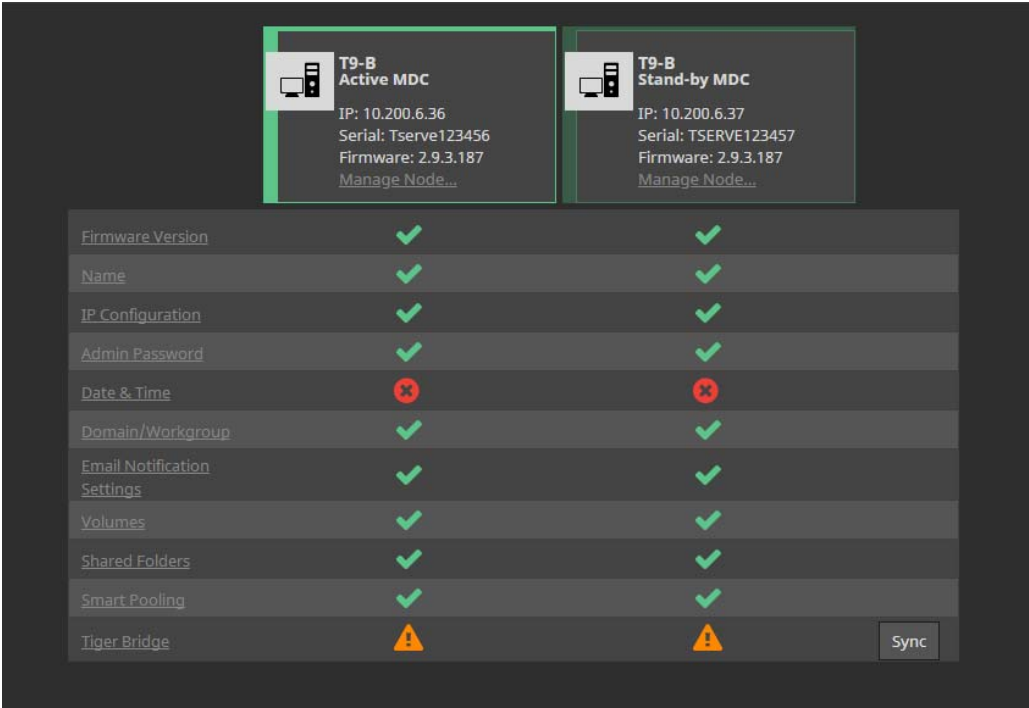 T9-B
Active MDC
IP: 10.200.6.36
Serial: Tserve123456
Firmware: 2.9.3.187
Manage Node...
T9-B
Stand-by MDC
IP: 10.200.6.37
Serial: TSERVE123457
Firmware: 2.9.3.187
Manage Node...
Firmware Version
Name
IP Configuration
Admin Password
Date & Time
Domain/Workgroup
Email Notification
Settings
Volumes
Shared Folders
Smart Pooling
Tiger Bridge
Sync